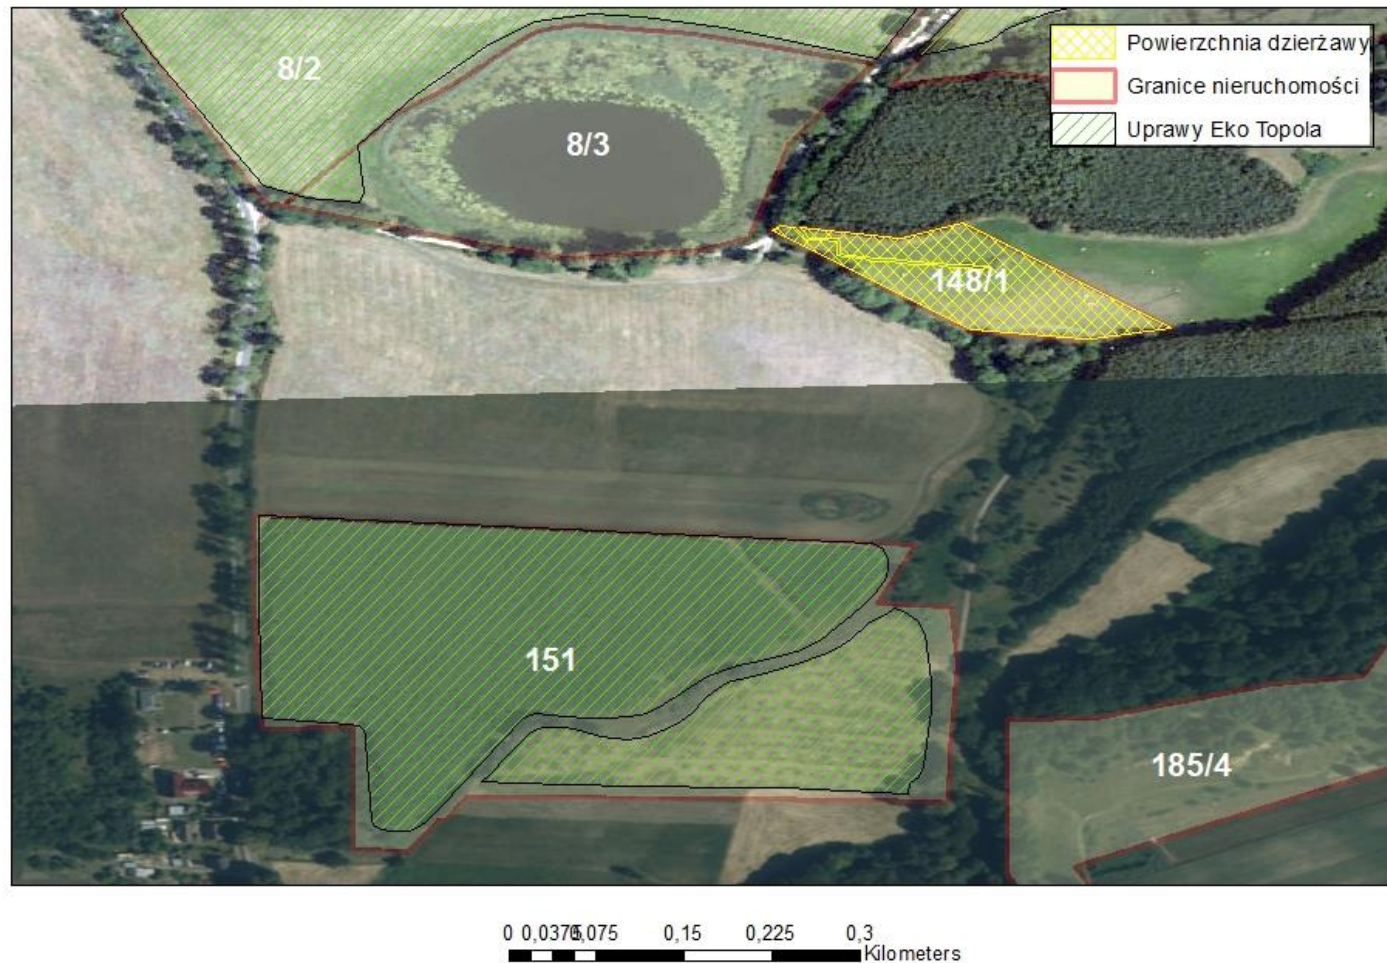 Powierzchnia dzierżawy
Granice nieruchomości
Uprawy Eko Topola
8/2
8/3
148/1
151
185/4
0 0,0375 0,075 0,15 0,225 0,3
Kilometers